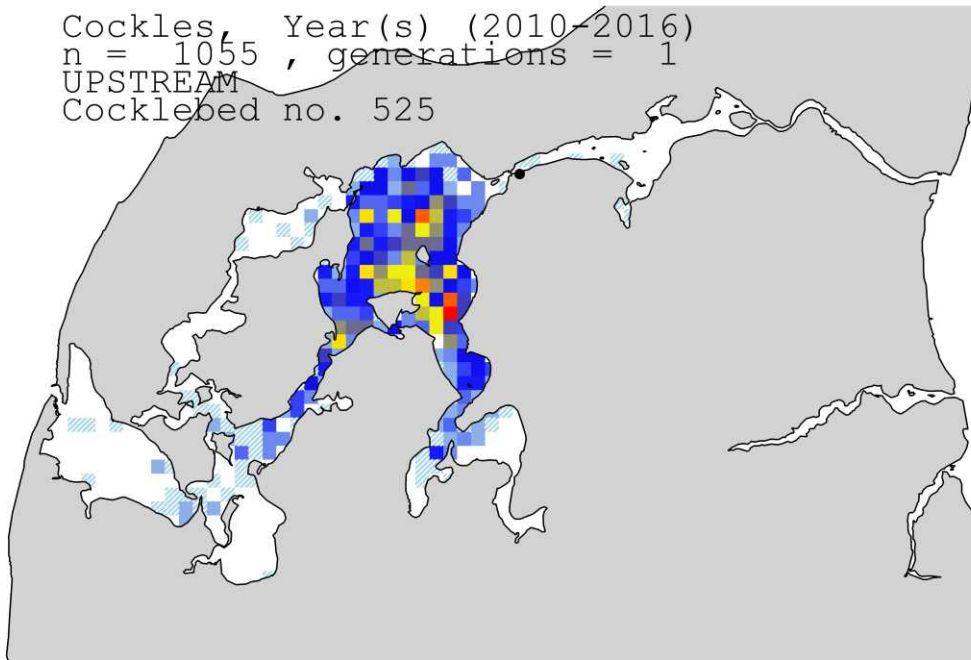 Cockles, Year(s) (2010-2016)
n = 1055 , generations = 1
UPSTREAM
Cocklebed no. 525